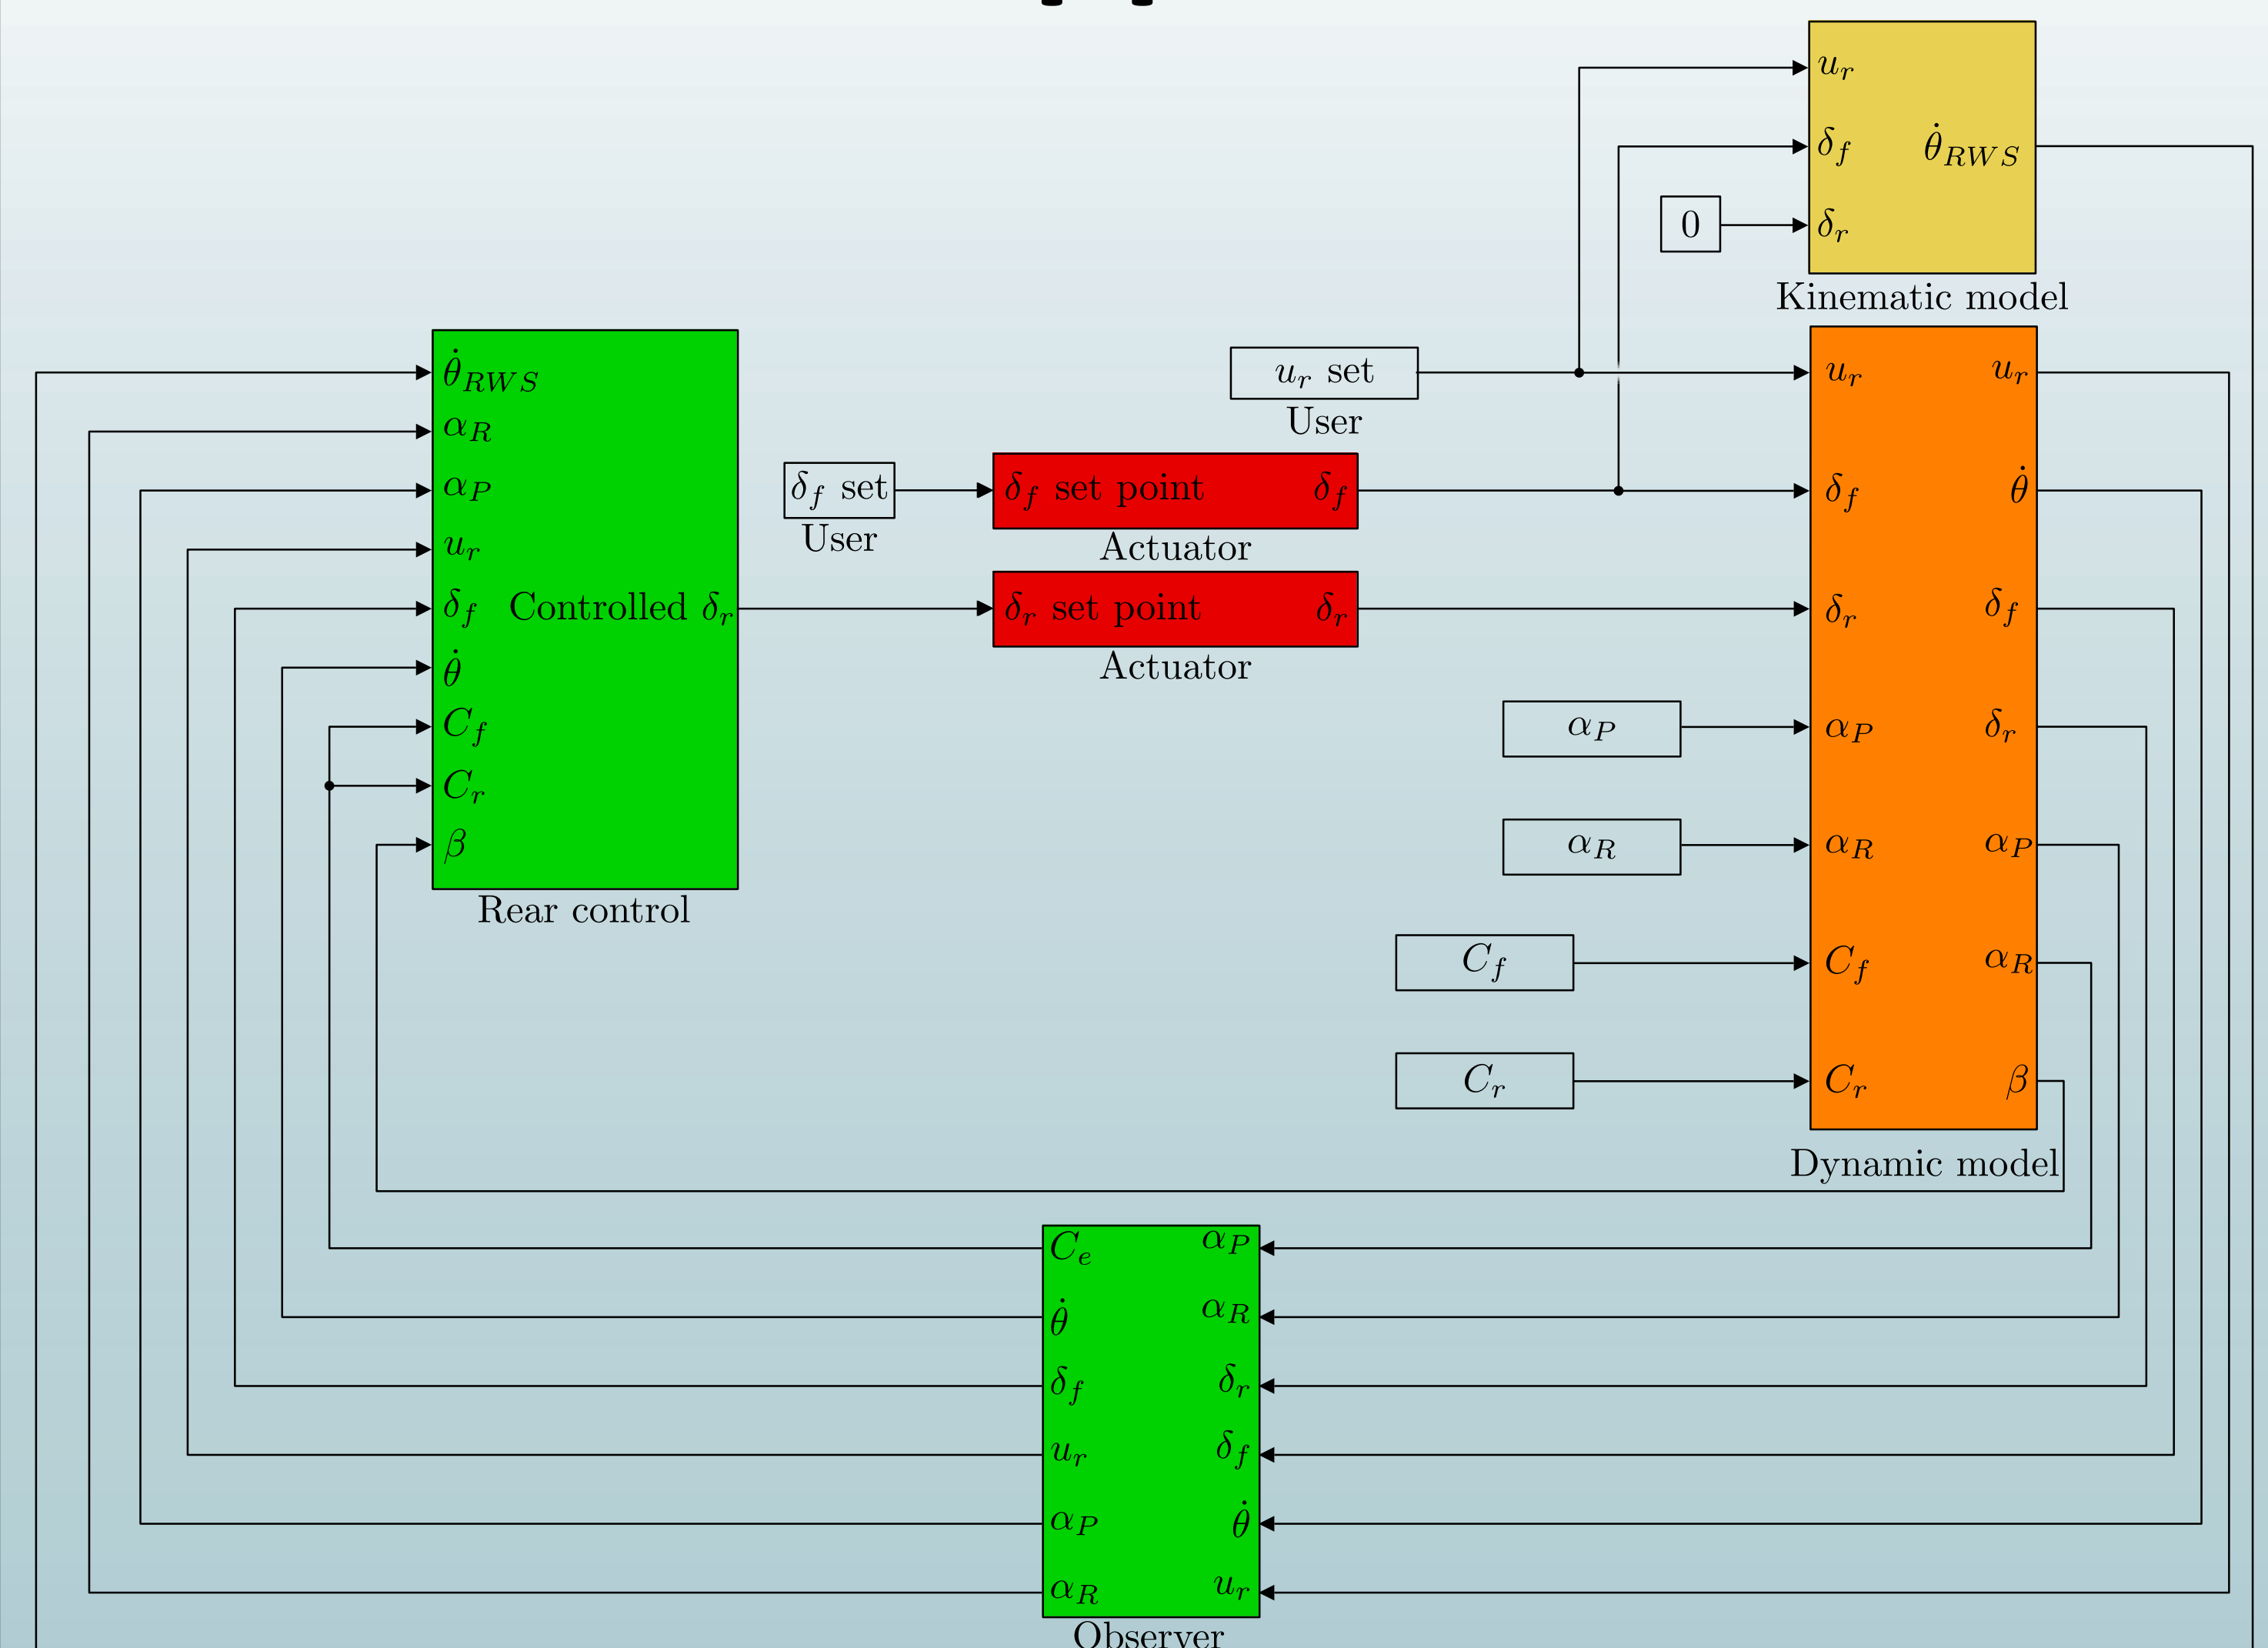 u_r
δ_f θ̇_RWS
0 δ_r
Kinematic model
θ̇_RWS
α_R
α_P
u_r
δ_f Controlled δ_r
θ̇
C_f
C_r
β
Rear control
u_r set
User
δ_f set
User
δ_f set point δ_f
Actuator
δ_r set point δ_r
Actuator
α_P
α_R
C_f
C_r
u_r u_r
δ_f θ̇
δ_r δ_f
α_P δ_r
α_R α_P
C_f α_R
C_r β
Dynamic model
C_e α_P
θ̇ α_R
δ_f δ_r
u_r δ_f
α_P θ̇
α_R u_r
Observer